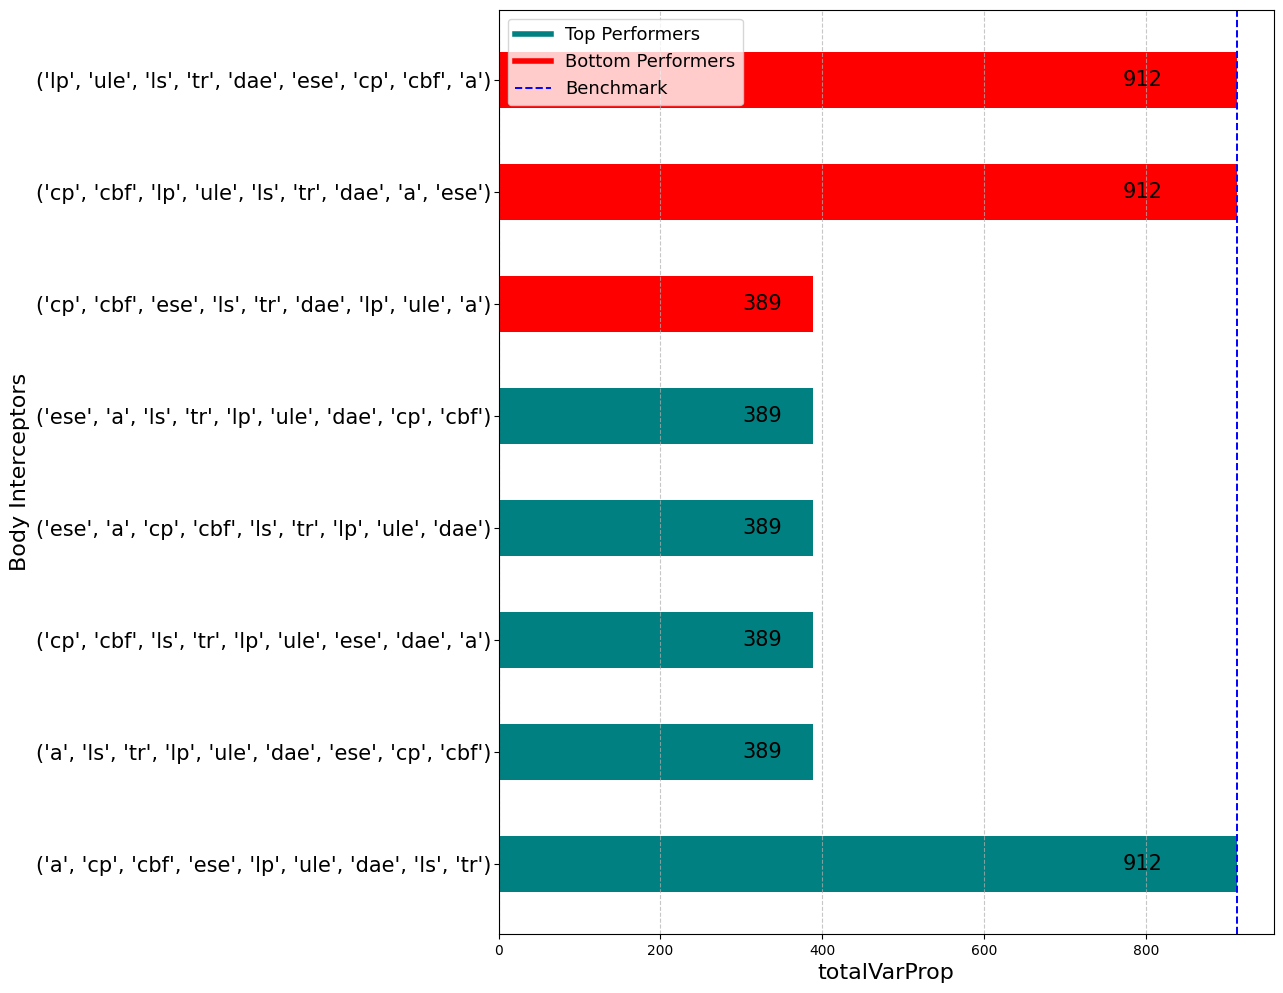 Top Performers
Bottom Performers
Benchmark
('lp', 'ule', 'ls', 'tr', 'dae', 'ese', 'cp', 'cbf', 'a')
912
('cp', 'cbf', 'lp', 'ule', 'ls', 'tr', 'dae', 'a', 'ese')
912
('cp', 'cbf', 'ese', 'ls', 'tr', 'dae', 'lp', 'ule', 'a')
389
('ese', 'a', 'ls', 'tr', 'lp', 'ule', 'dae', 'cp', 'cbf')
389
('ese', 'a', 'cp', 'cbf', 'ls', 'tr', 'lp', 'ule', 'dae')
389
('cp', 'cbf', 'ls', 'tr', 'lp', 'ule', 'ese', 'dae', 'a')
389
('a', 'ls', 'tr', 'lp', 'ule', 'dae', 'ese', 'cp', 'cbf')
389
('a', 'cp', 'cbf', 'ese', 'lp', 'ule', 'dae', 'ls', 'tr')
912
Body Interceptors
0 200 400 600 800
totalVarProp